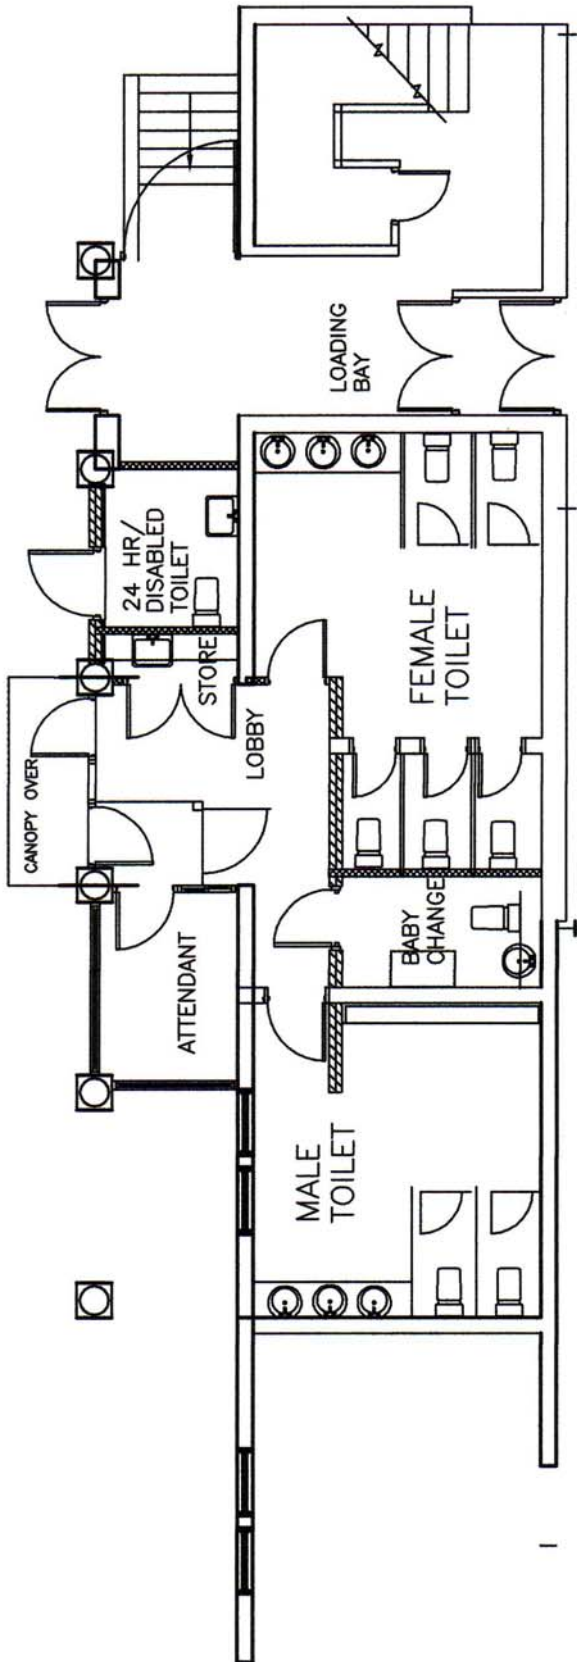 CANOPY OVER
24 HR/
DISABLED
TOILET
STORE
LOBBY
ATTENDANT
LOADING
BAY
FEMALE
TOILET
BABY
CHANGE
MALE
TOILET